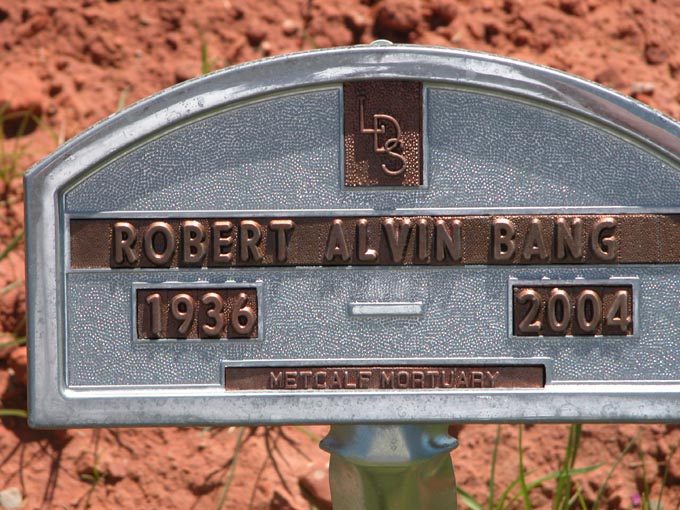 LDS
ROBERT ALVIN BANG
1936 — 2004
METCALF MORTUARY